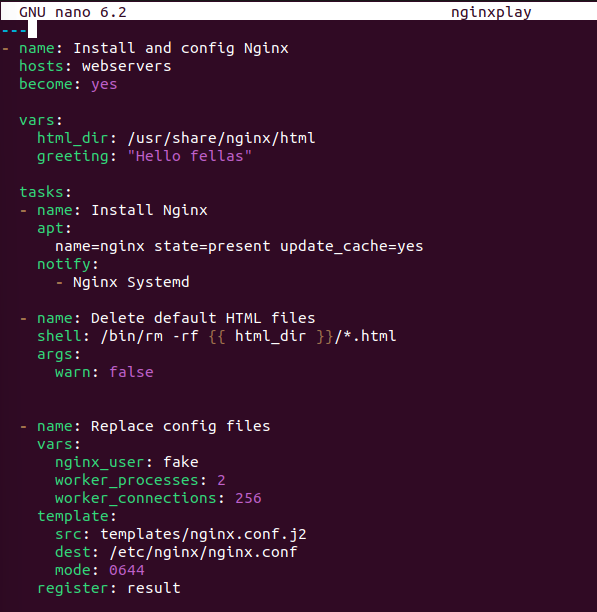 GNU nano 6.2 nginxplay
---
- name: Install and config Nginx
  hosts: webservers
  become: yes

  vars:
    html_dir: /usr/share/nginx/html
    greeting: "Hello fellas"

  tasks:
  - name: Install Nginx
    apt:
      name=nginx state=present update_cache=yes
    notify:
      - Nginx Systemd

  - name: Delete default HTML files
    shell: /bin/rm -rf {{ html_dir }}/*.html
    args:
      warn: false


  - name: Replace config files
    vars:
      nginx_user: fake
      worker_processes: 2
      worker_connections: 256
    template:
      src: templates/nginx.conf.j2
      dest: /etc/nginx/nginx.conf
      mode: 0644
    register: result